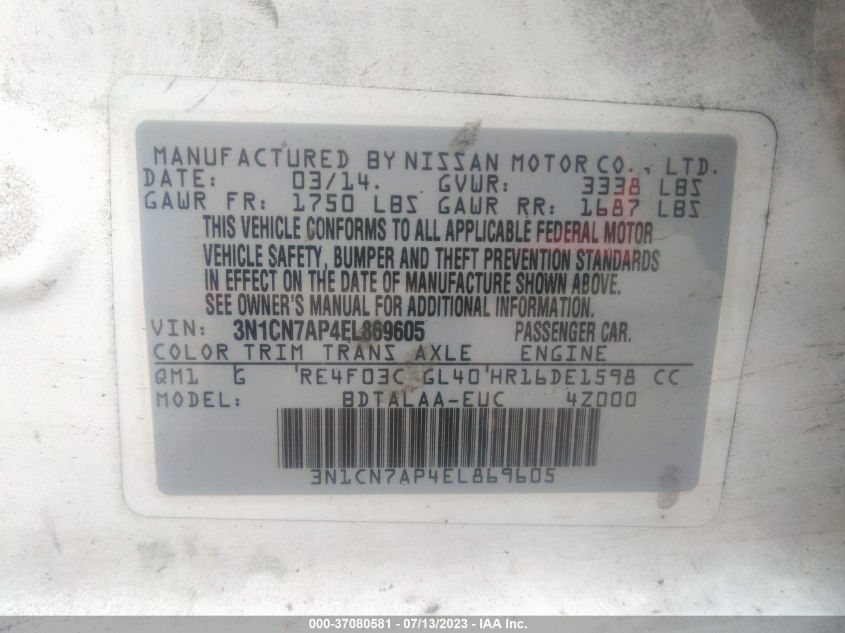 MANUFACTURED BY NISSAN MOTOR CO., LTD.
DATE: 03/14. GVWR: 3338 LBS
GAWR FR: 1750 LBS GAWR RR: 1687 LBS
THIS VEHICLE CONFORMS TO ALL APPLICABLE FEDERAL MOTOR
VEHICLE SAFETY, BUMPER AND THEFT PREVENTION STANDARDS
IN EFFECT ON THE DATE OF MANUFACTURE SHOWN ABOVE.
SEE OWNER'S MANUAL FOR ADDITIONAL INFORMATION.
VIN: 3N1CN7AP4EL869605 PASSENGER CAR.
COLOR TRIM TRANS AXLE ENGINE
QM1 G 'RE4F03C GL40'HR16DE1598 CC
MODEL: BDTALAA-EUC 4Z000
3N1CN7AP4EL869605
000-37080581 - 07/13/2023 - IAA Inc.